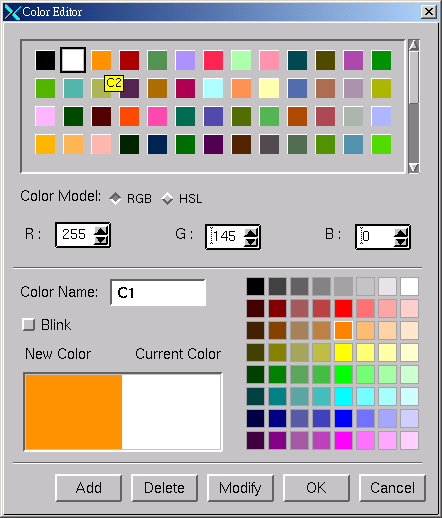 Color Editor
C2
Color Model: RGB HSL
R : 255 G : 145 B : 0
Color Name: C1
Blink
New Color Current Color
Add Delete Modify OK Cancel